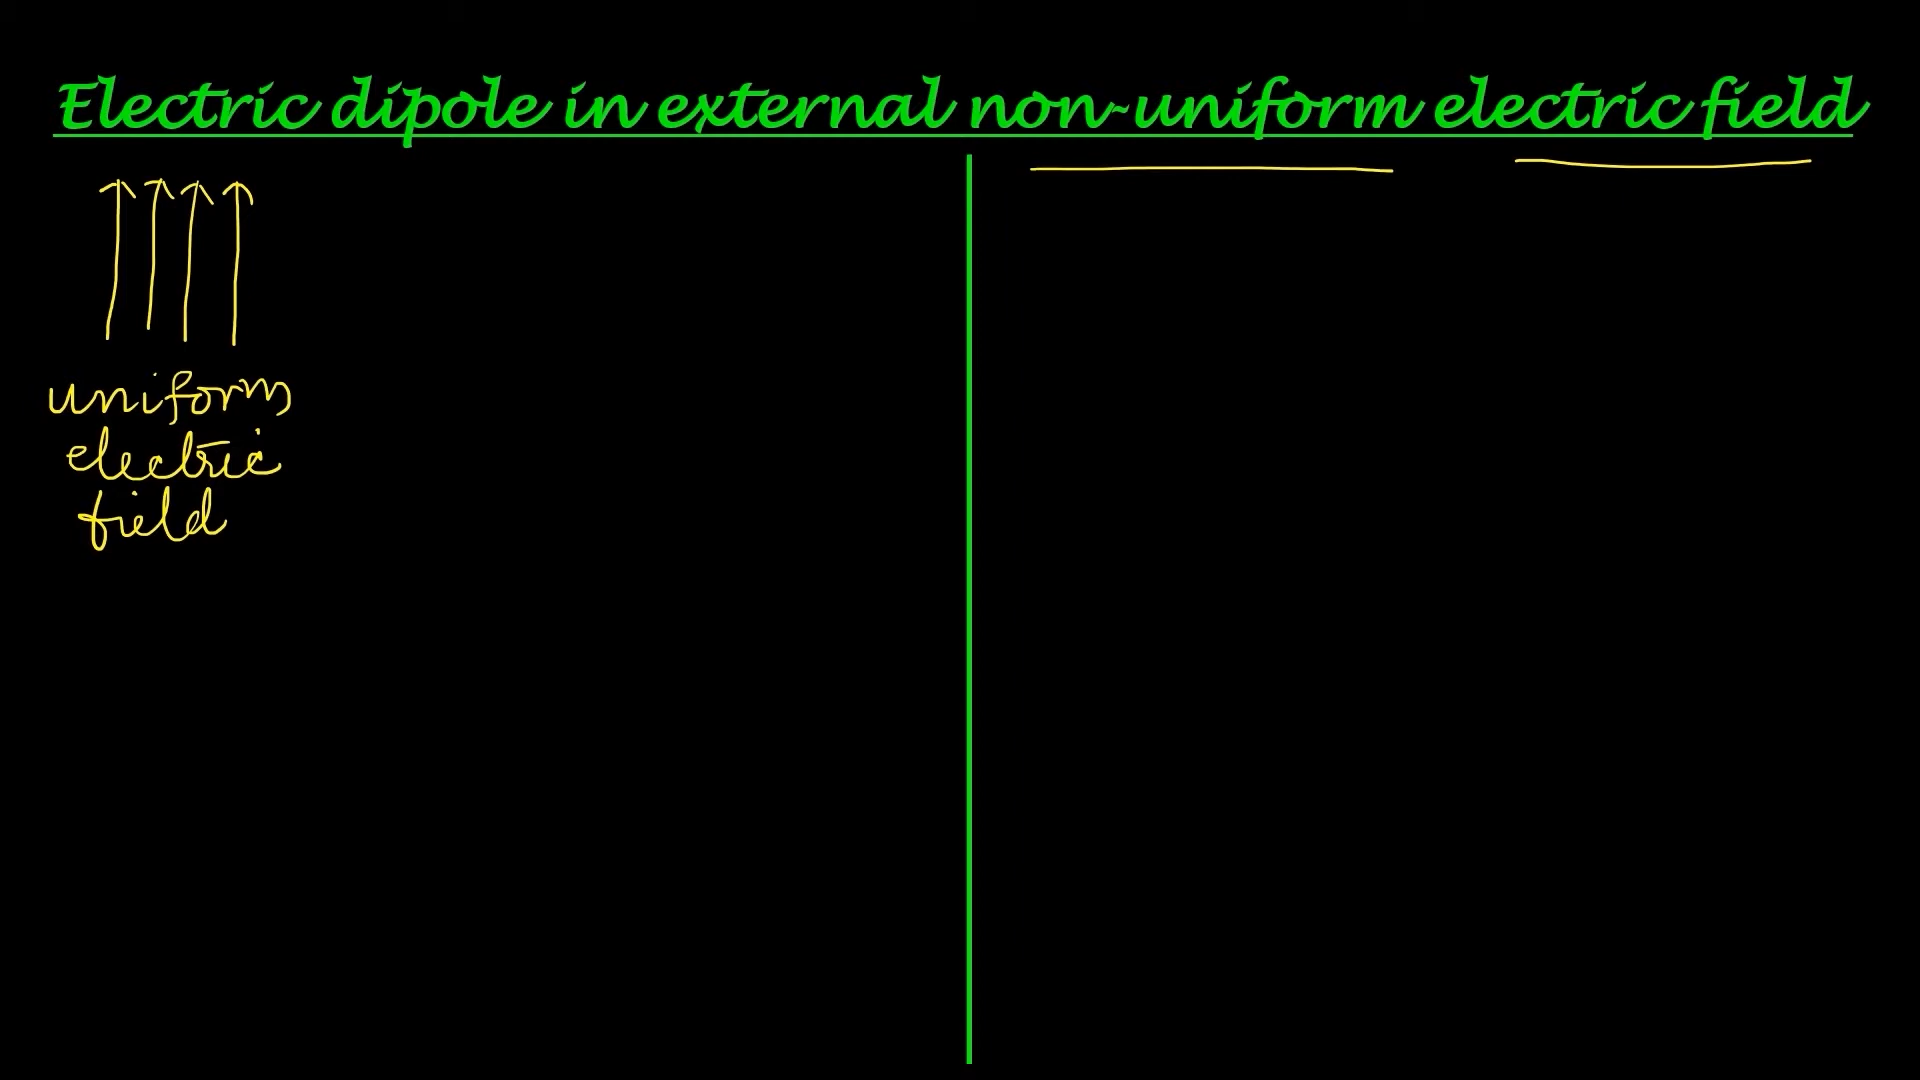 Electric dipole in external non-uniform electric field
uniform
electric
field